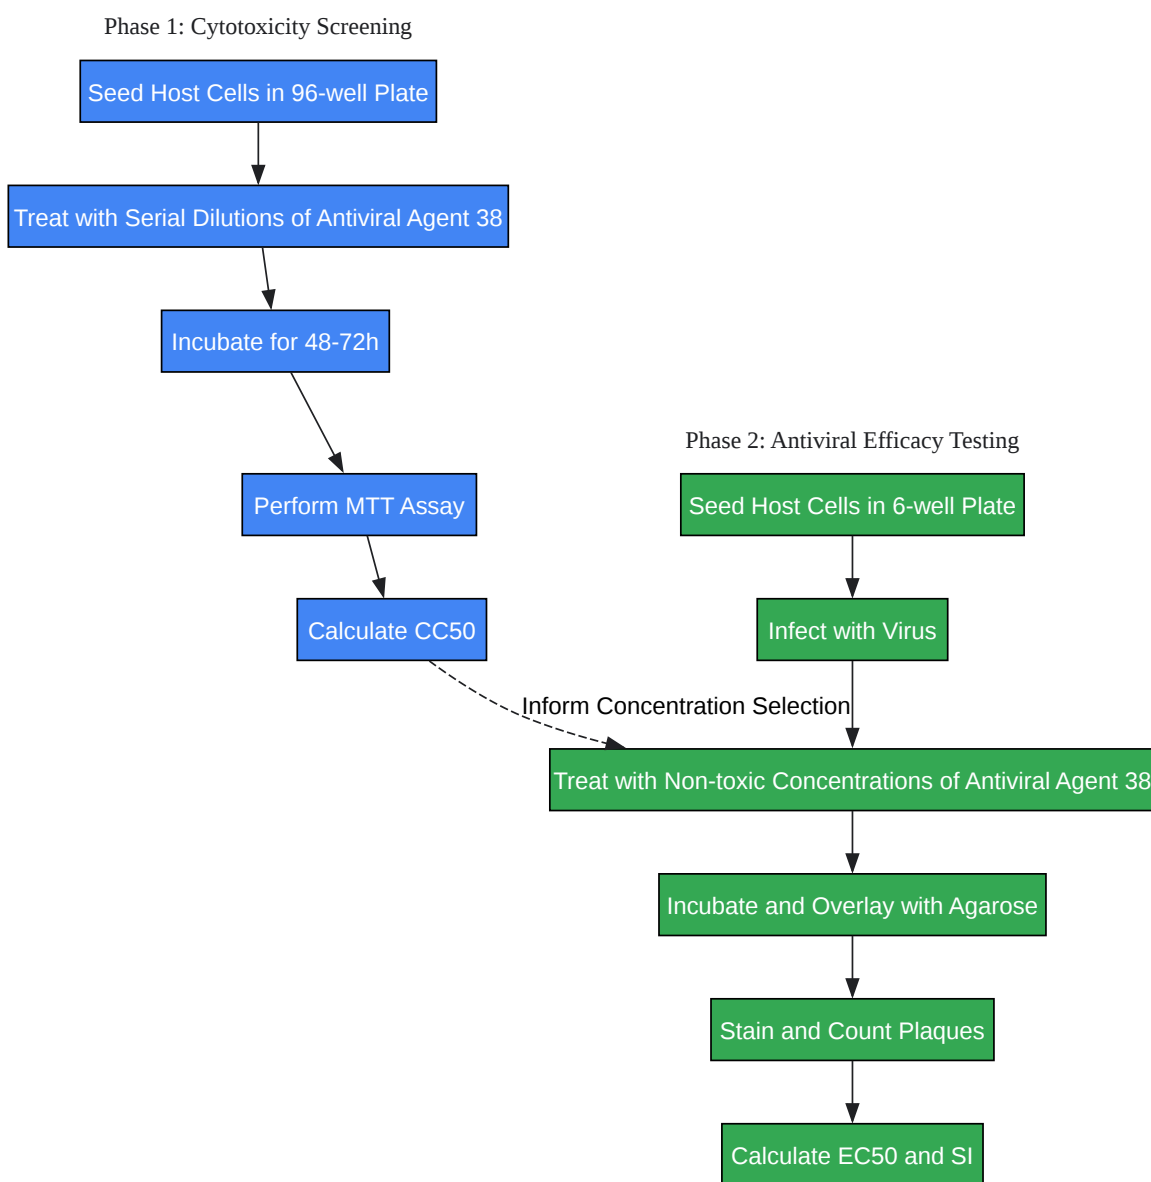 Phase 1: Cytotoxicity Screening
Seed Host Cells in 96-well Plate
Treat with Serial Dilutions of Antiviral Agent 38
Incubate for 48-72h
Perform MTT Assay
Calculate CC50
Phase 2: Antiviral Efficacy Testing
Seed Host Cells in 6-well Plate
Infect with Virus
Inform Concentration Selection
Treat with Non-toxic Concentrations of Antiviral Agent 38
Incubate and Overlay with Agarose
Stain and Count Plaques
Calculate EC50 and SI